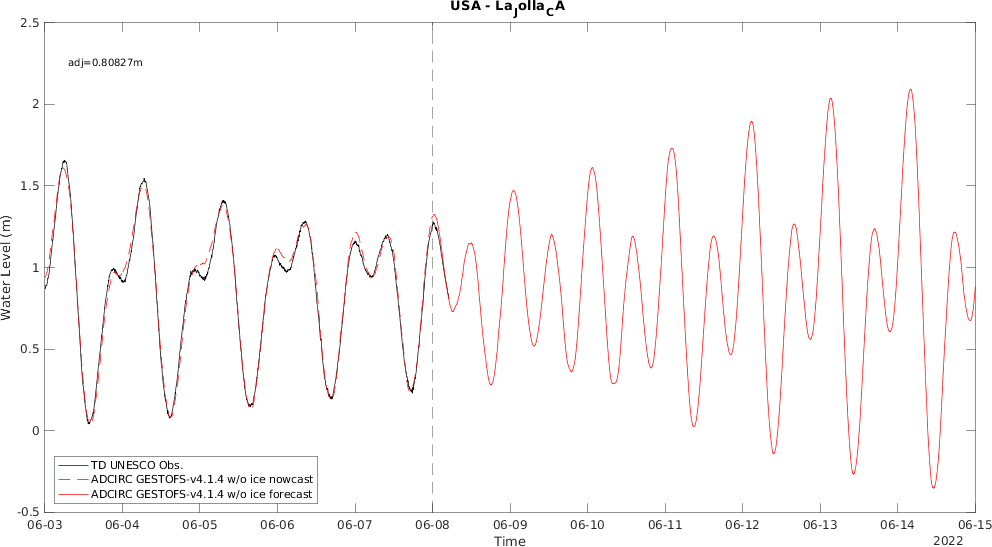 USA - LaJollaCA
2.5
2
1.5
1
0.5
0
-0.5
Water Level (m)
adj=0.80827m
TD UNESCO Obs.
ADCIRC GESTOFS-v4.1.4 w/o ice nowcast
ADCIRC GESTOFS-v4.1.4 w/o ice forecast
06-03 06-04 06-05 06-06 06-07 06-08 06-09 06-10 06-11 06-12 06-13 06-14 06-15
Time
2022